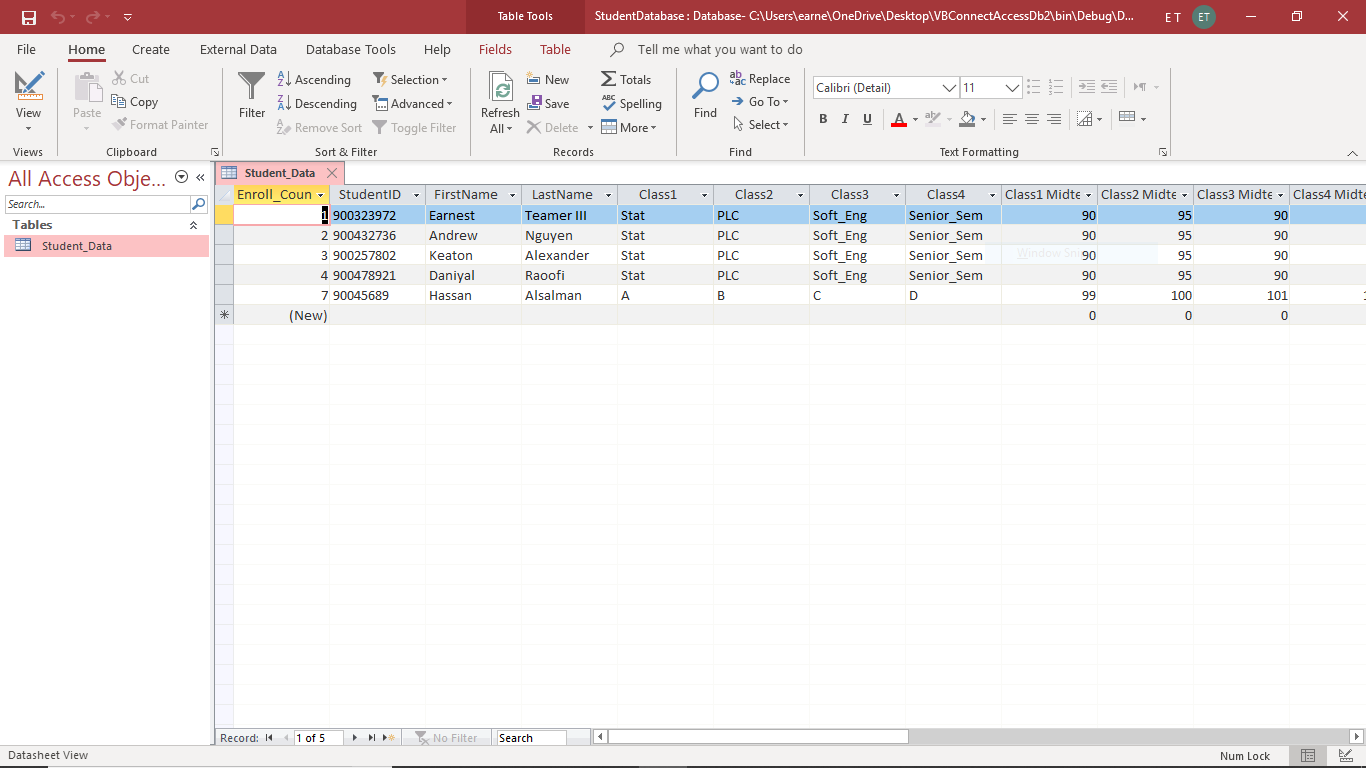 Table Tools StudentDatabase : Database- C:\Users\earne\OneDrive\Desktop\VBConnectAccessDb2\bin\Debug\D... E T ET
File Home Create External Data Database Tools Help Fields Table Tell me what you want to do
View Paste Cut Copy Format Painter Filter Ascending Descending Remove Sort Selection Advanced Toggle Filter Refresh All New Save Delete Totals Spelling More Find Replace Go To Select Calibri (Detail) 11 B I U A
Views Clipboard Sort & Filter Records Find Text Formatting
All Access Obje... «
Search...
Tables
Student_Data
Student_Data
Enroll_Coun StudentID FirstName LastName Class1 Class2 Class3 Class4 Class1 Midte Class2 Midte Class3 Midte Class4 Midt
1 900323972 Earnest Teamer III Stat PLC Soft_Eng Senior_Sem 90 95 90
2 900432736 Andrew Nguyen Stat PLC Soft_Eng Senior_Sem 90 95 90
3 900257802 Keaton Alexander Stat PLC Soft_Eng Senior_Sem 90 95 90
4 900478921 Daniyal Raoofi Stat PLC Soft_Eng Senior_Sem 90 95 90
7 90045689 Hassan Alsalman A B C D 99 100 101 1
(New) 0 0 0
Record: 1 of 5 No Filter Search
Datasheet View Num Lock